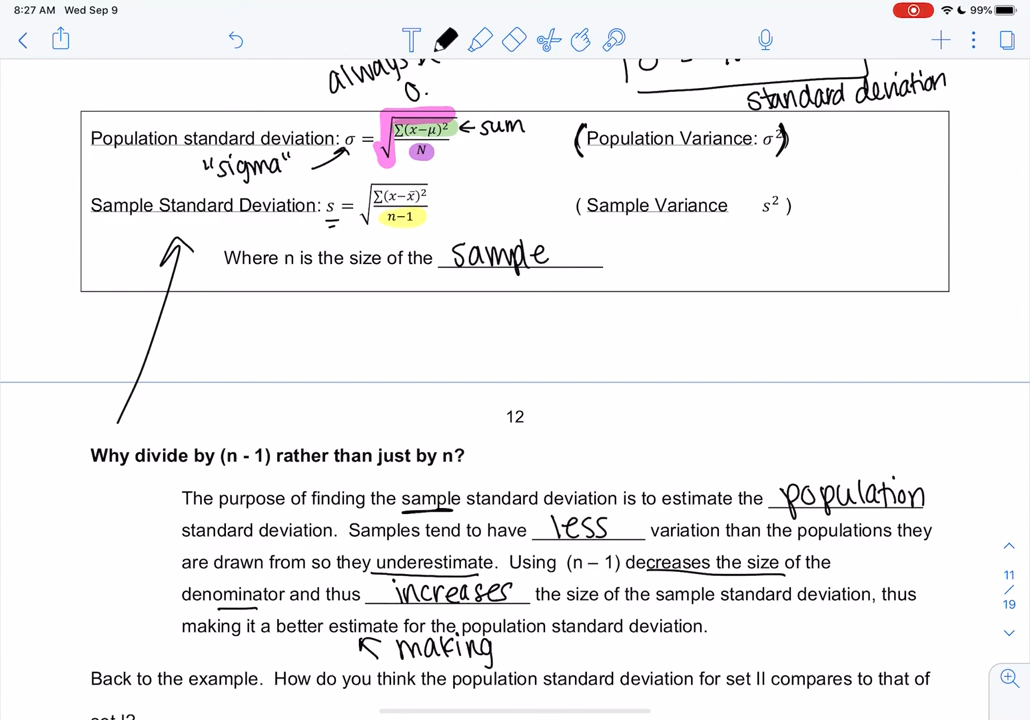 8:27 AM Wed Sep 9
99%
T
always
0.
standard deviation
Population standard deviation: σ = √Σ(x−μ)²/N ← sum
(Population Variance: σ²)
"sigma"
Sample Standard Deviation: s = √Σ(x−x̄)²/n−1
( Sample Variance s² )
Where n is the size of the sample
12
Why divide by (n - 1) rather than just by n?
The purpose of finding the sample standard deviation is to estimate the population
standard deviation. Samples tend to have less variation than the populations they
are drawn from so they underestimate. Using (n − 1) decreases the size of the
denominator and thus increases the size of the sample standard deviation, thus
making it a better estimate for the population standard deviation.
making
Back to the example. How do you think the population standard deviation for set II compares to that of
set I?
11
/
19